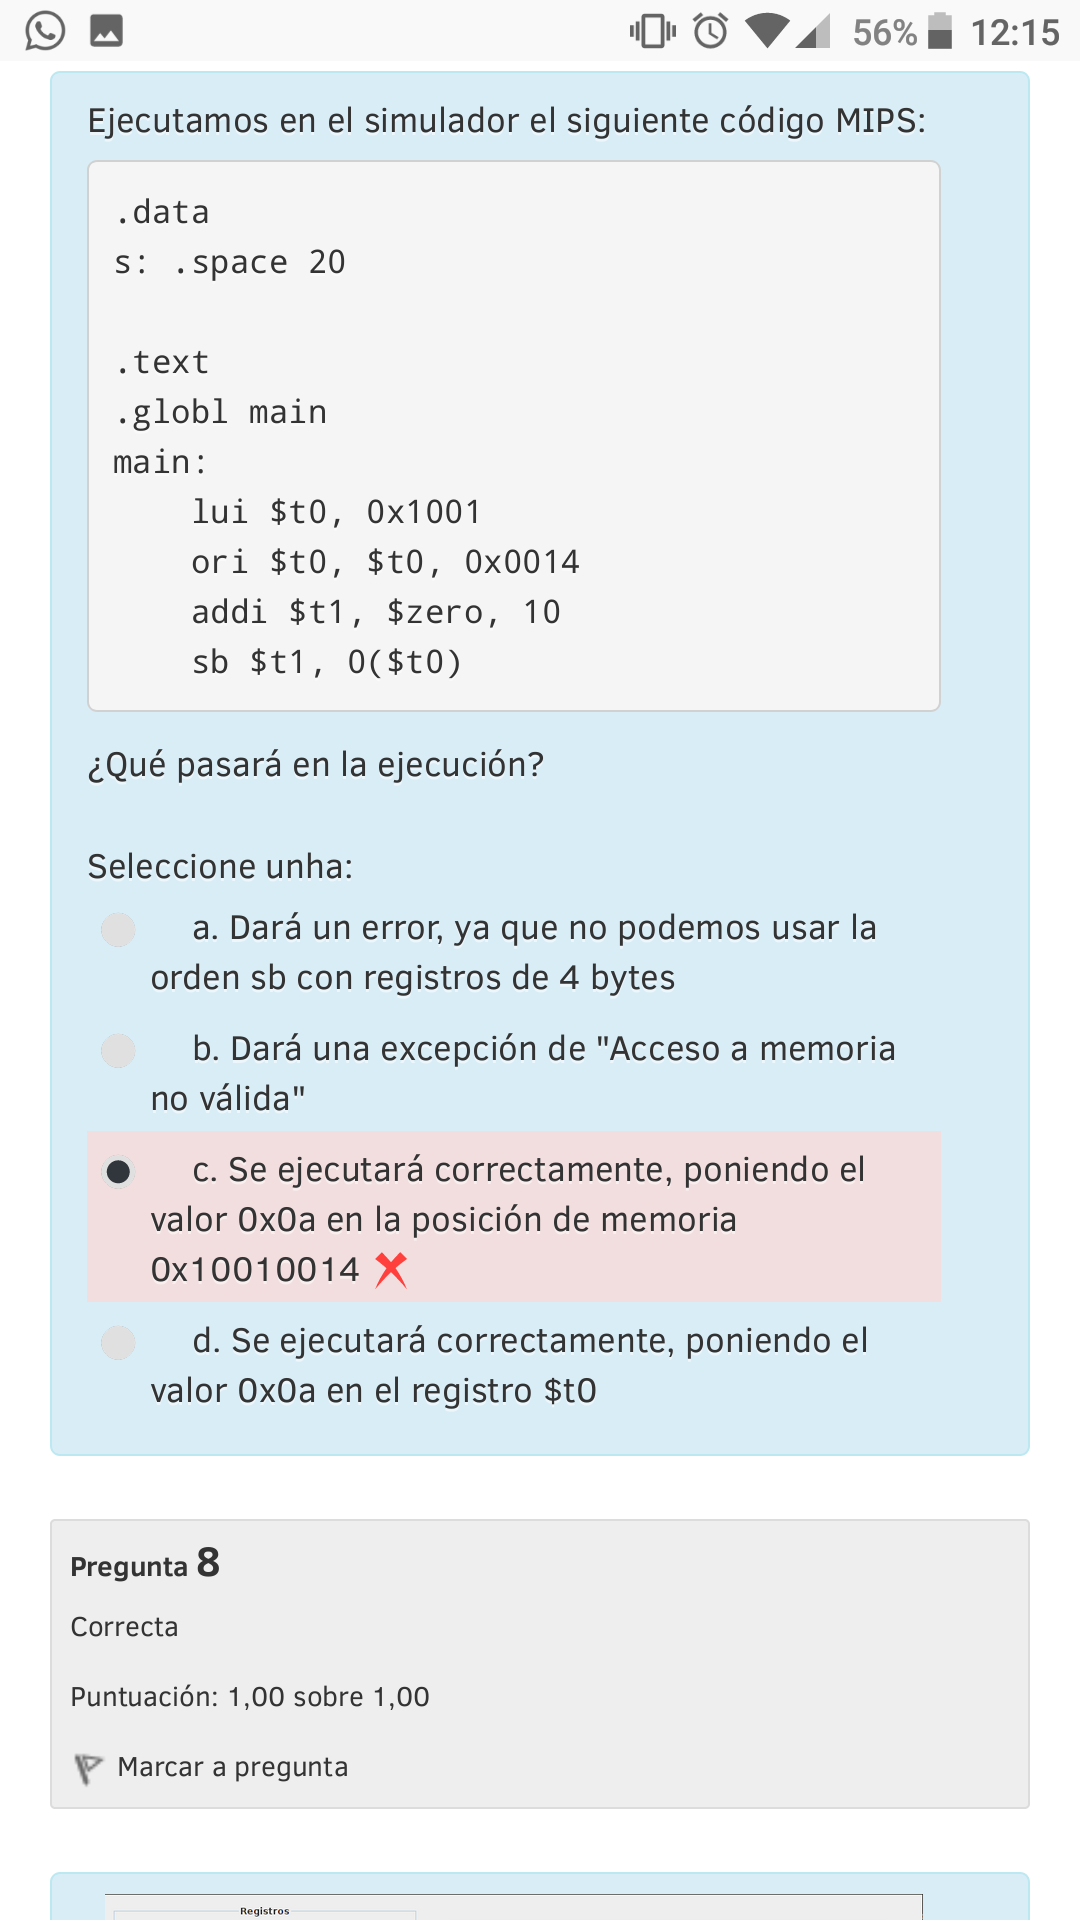 56% 12:15
Ejecutamos en el simulador el siguiente código MIPS:
.data
s: .space 20
.text
.globl main
main:
lui $t0, 0x1001
ori $t0, $t0, 0x0014
addi $t1, $zero, 10
sb $t1, 0($t0)
¿Qué pasará en la ejecución?
Seleccione unha:
a. Dará un error, ya que no podemos usar la
orden sb con registros de 4 bytes
b. Dará una excepción de "Acceso a memoria
no válida"
c. Se ejecutará correctamente, poniendo el
valor 0x0a en la posición de memoria
0x10010014
d. Se ejecutará correctamente, poniendo el
valor 0x0a en el registro $t0
Pregunta 8
Correcta
Puntuación: 1,00 sobre 1,00
Marcar a pregunta
Registros